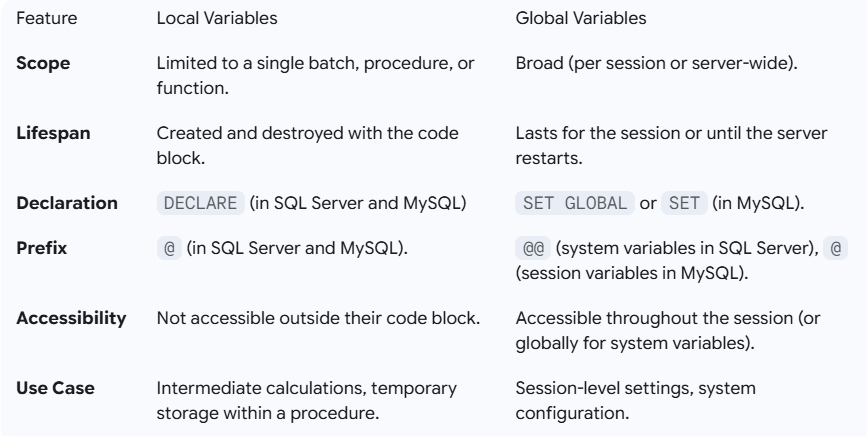 Feature Local Variables Global Variables
Scope Limited to a single batch, procedure, or Broad (per session or server-wide).
function.
Lifespan Created and destroyed with the code Lasts for the session or until the server
block. restarts.
Declaration DECLARE (in SQL Server and MySQL) SET GLOBAL or SET (in MySQL).
Prefix @ (in SQL Server and MySQL). @@ (system variables in SQL Server), @
(session variables in MySQL).
Accessibility Not accessible outside their code block. Accessible throughout the session (or
globally for system variables).
Use Case Intermediate calculations, temporary Session-level settings, system
storage within a procedure. configuration.